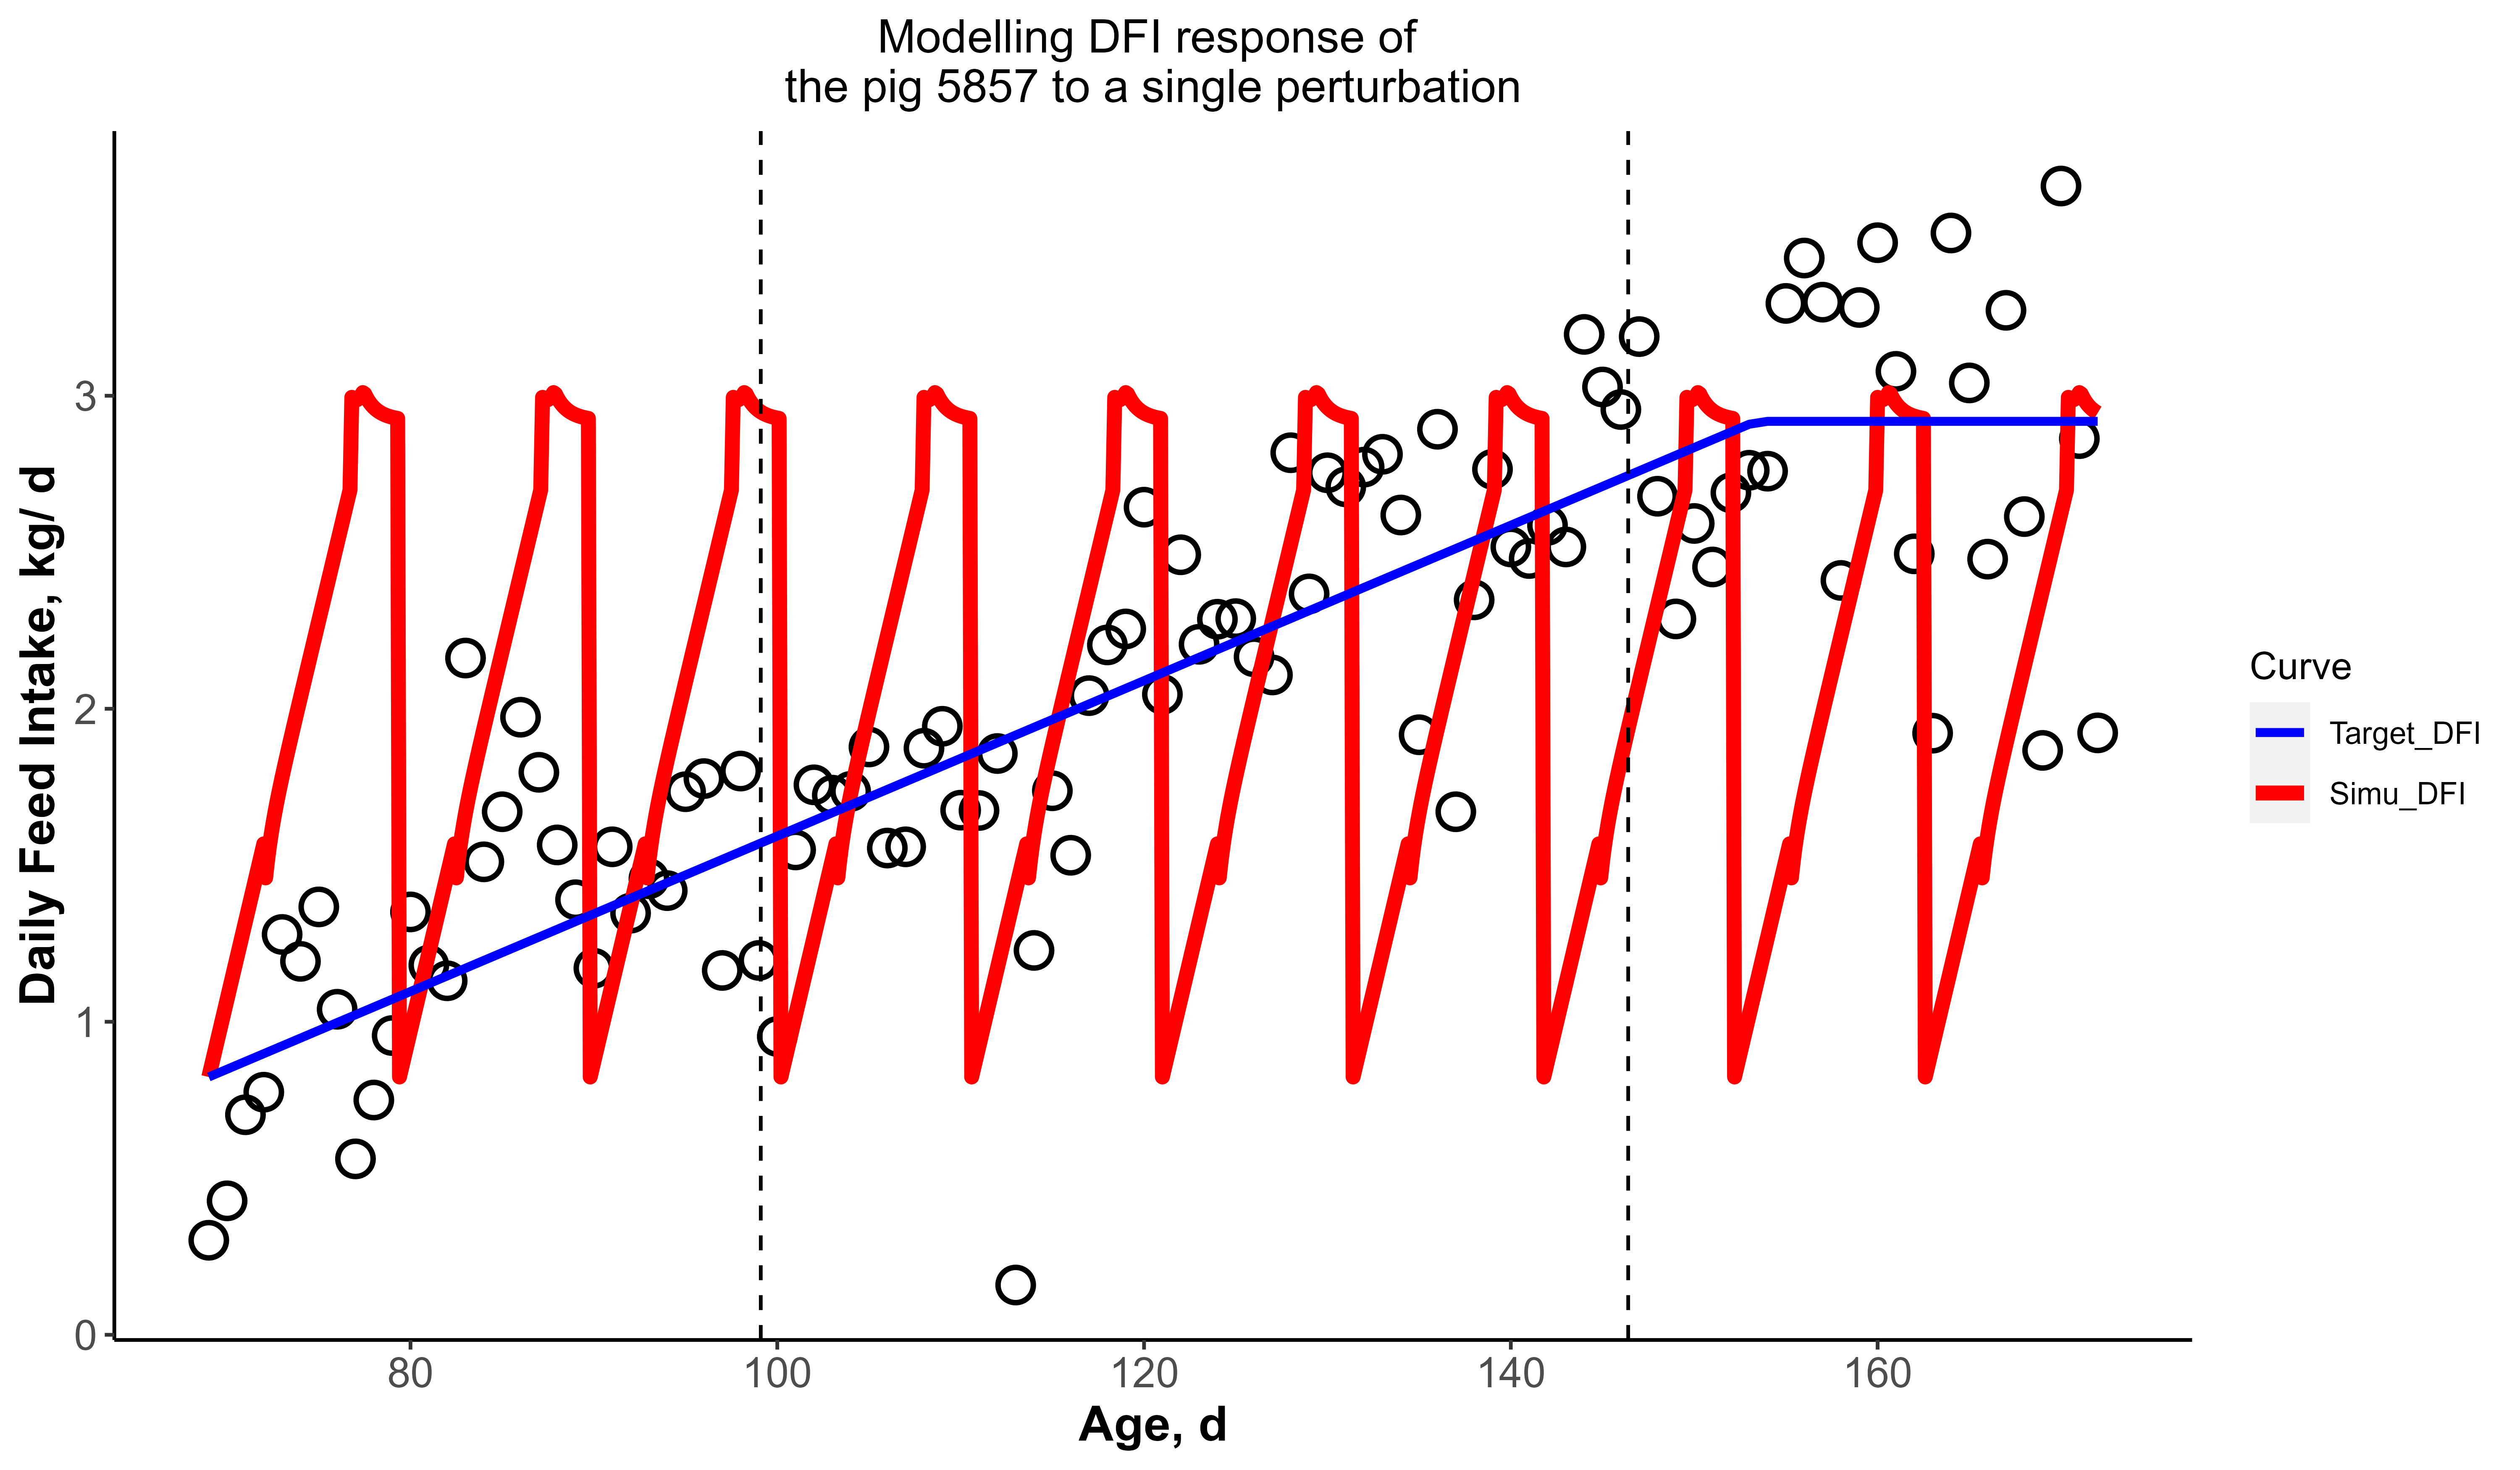 Modelling DFI response of
the pig 5857 to a single perturbation
Daily Feed Intake, kg/ d
3
2
1
0
80
100
120
140
160
Age, d
Curve
Target_DFI
Simu_DFI